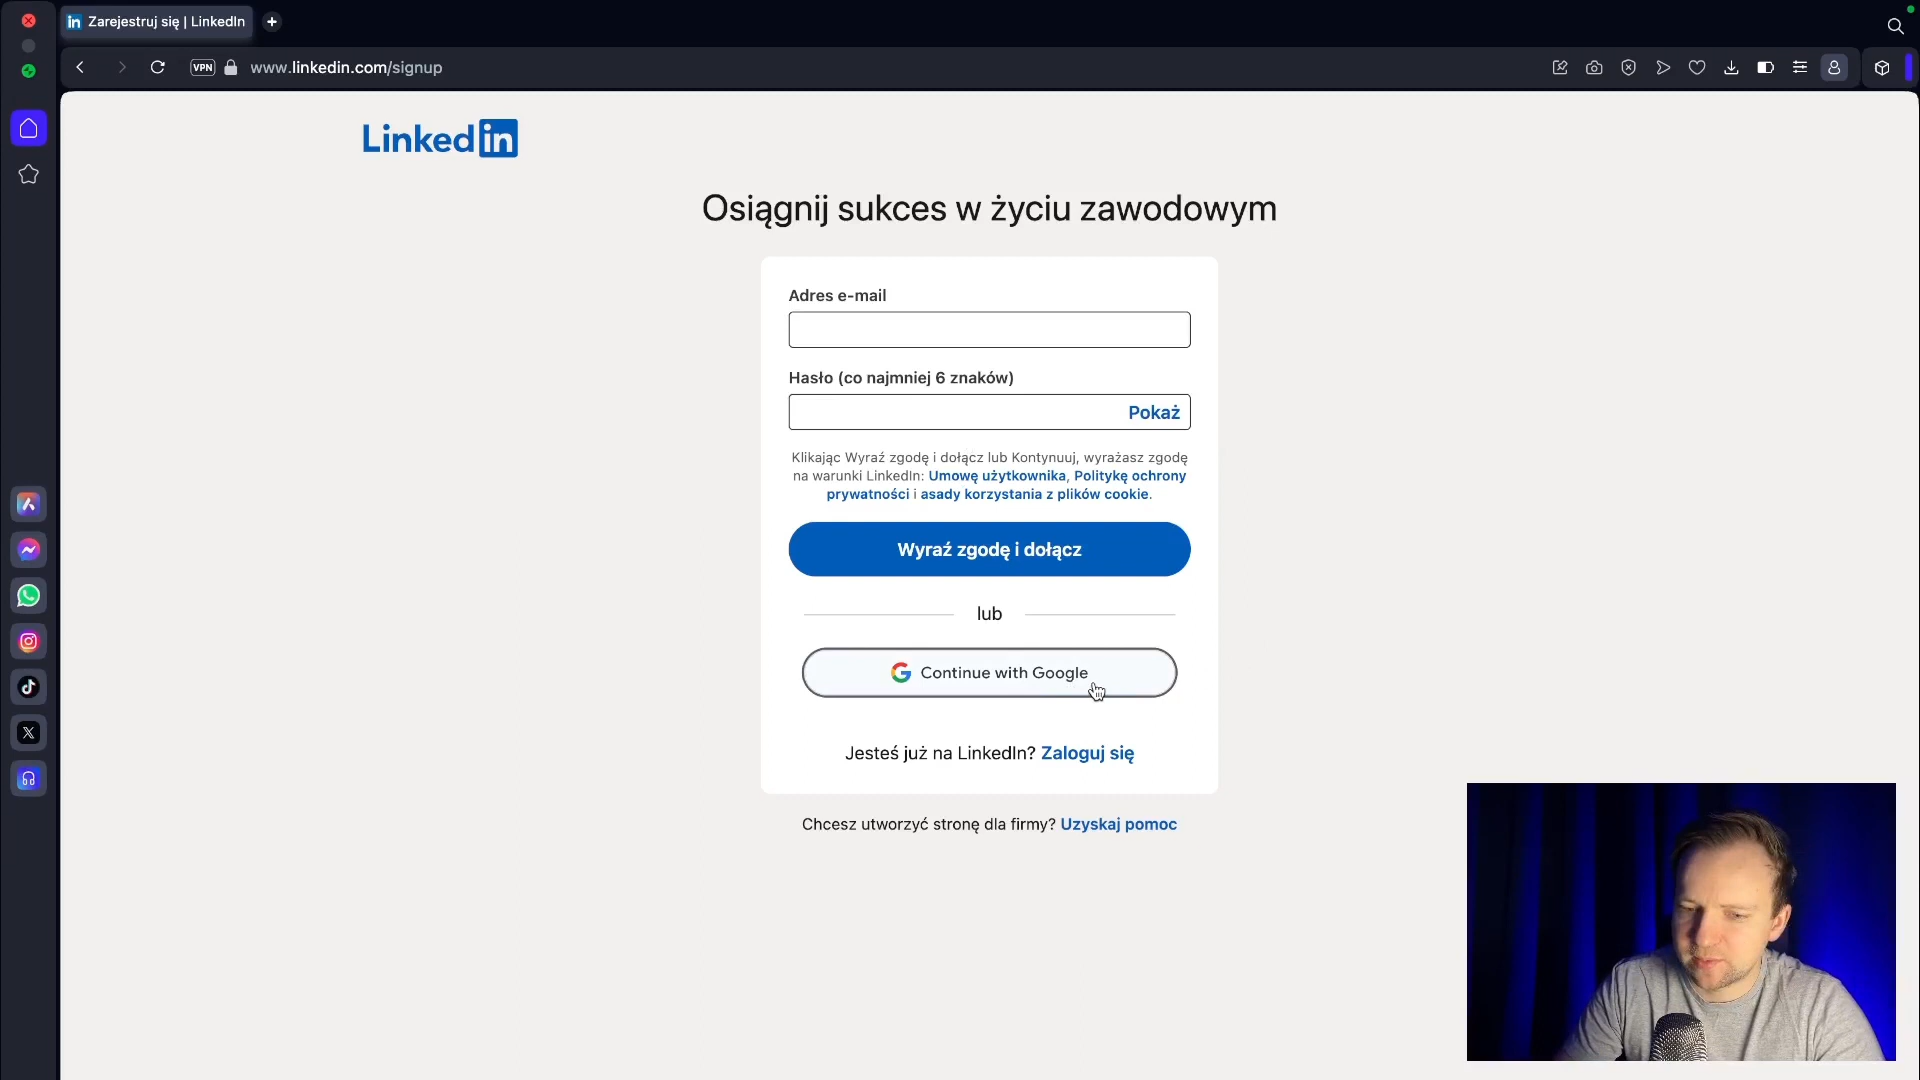 Zarejestruj się | LinkedIn
VPN
www.linkedin.com/signup
Linkedin
Osiągnij sukces w życiu zawodowym
Adres e-mail
Hasło (co najmniej 6 znaków)
Pokaż
Klikając Wyraź zgodę i dołącz lub Kontynuuj, wyrażasz zgodę
na warunki LinkedIn: Umowę użytkownika, Politykę ochrony
prywatności i asady korzystania z plików cookie.
Wyraź zgodę i dołącz
lub
Continue with Google
Jesteś już na LinkedIn? Zaloguj się
Chcesz utworzyć stronę dla firmy? Uzyskaj pomoc